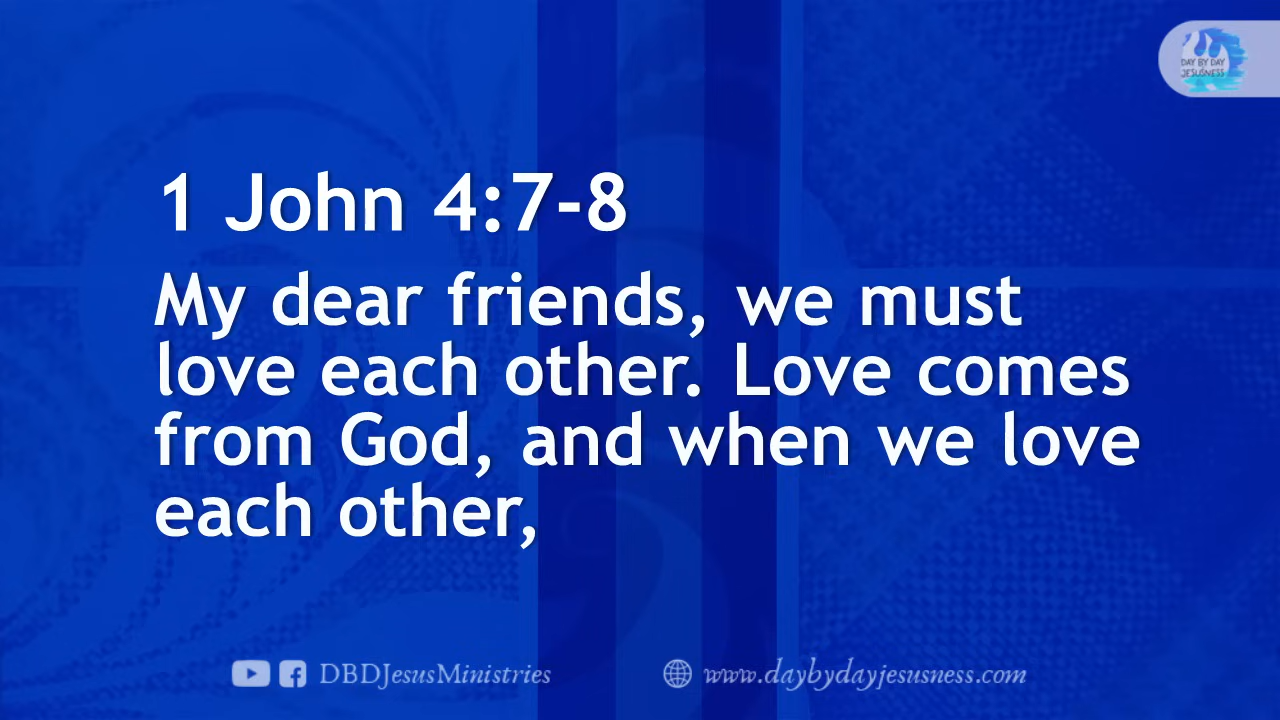 DAY BY DAY
JESUSNESS
1 John 4:7-8
My dear friends, we must
love each other. Love comes
from God, and when we love
each other,
DBDJesusMinistries
www.daybydayjesusness.com